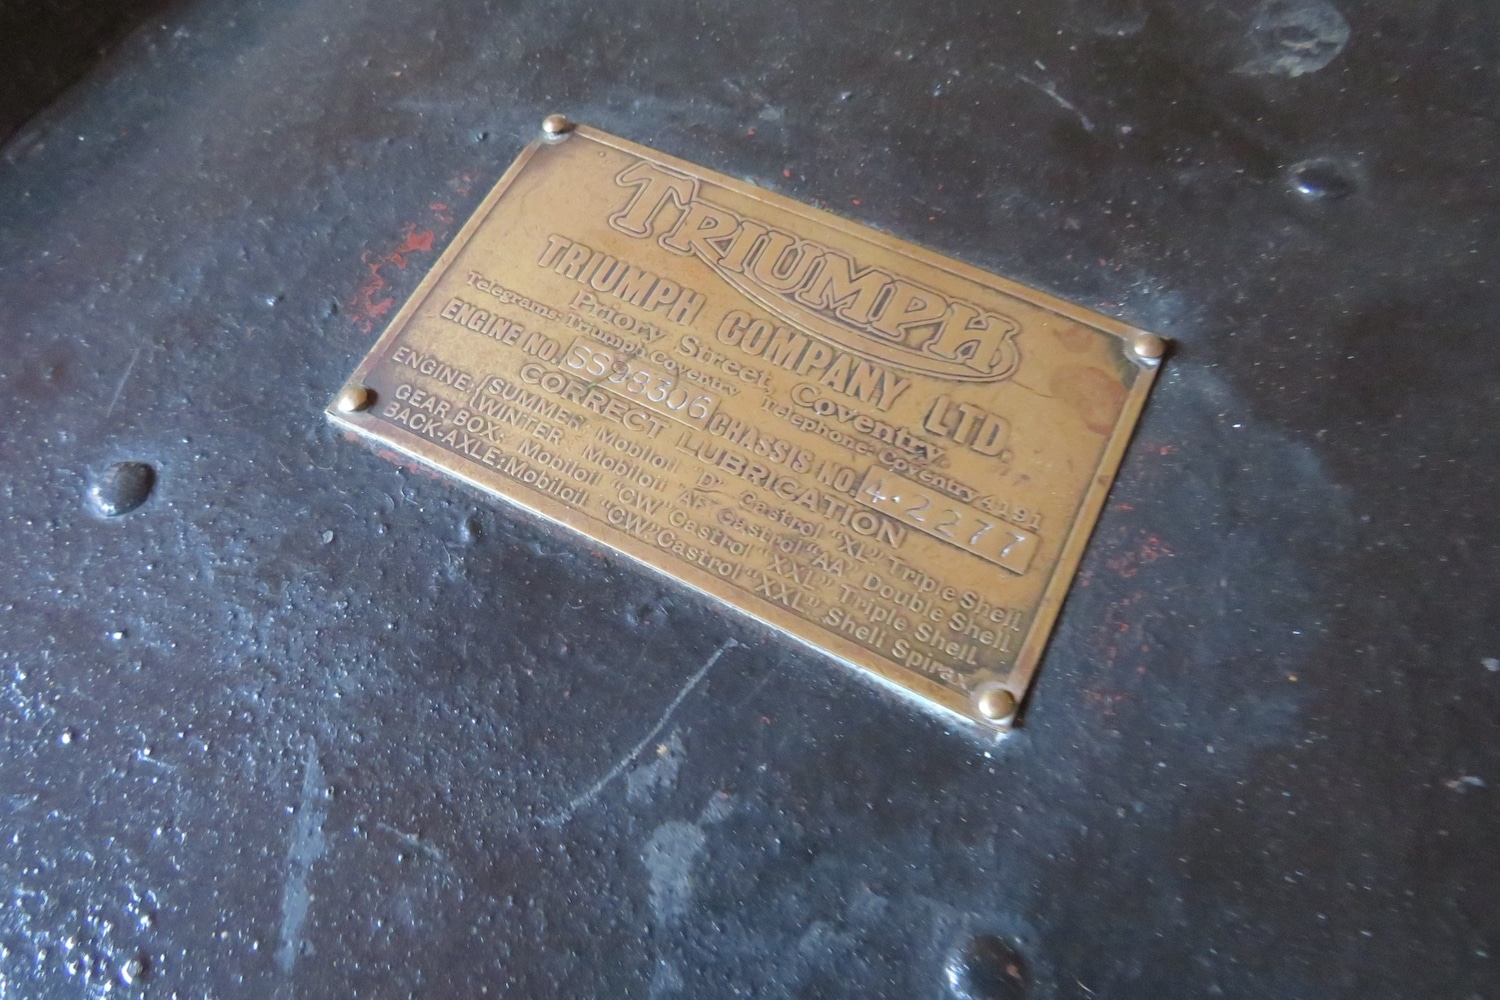 TRIUMPH
TRIUMPH COMPANY LTD.
Priory Street, Coventry.
Telegrams: Triumph Coventry Telephone: Coventry 4191
ENGINE NO. CHASSIS NO. 4·2277
CORRECT LUBRICATION
ENGINE: SUMMER Mobiloil "D" Castrol "XL" Triple Shell
WINTER Mobiloil "AF" Castrol "AA" Double Shell
GEAR BOX: Mobiloil "CW" Castrol "XXL" Triple Shell
BACK-AXLE: Mobiloil "CW" Castrol "XXL" Shell Spirax